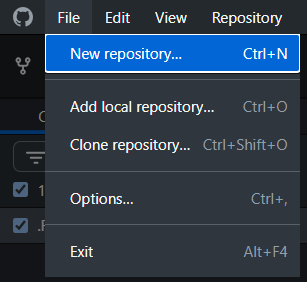 File Edit View Repository
New repository... Ctrl+N
Add local repository... Ctrl+O
Clone repository... Ctrl+Shift+O
Options... Ctrl+,
Exit Alt+F4